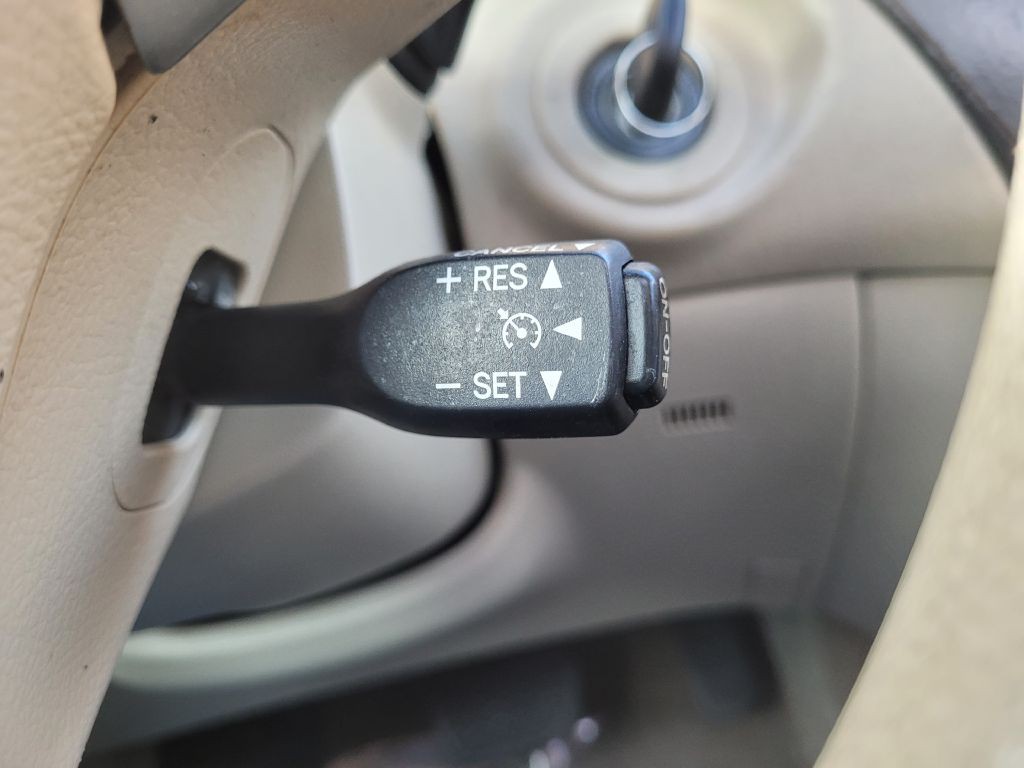 CANCEL ▼
+ RES ▲
◀
− SET ▼
ON-OFF